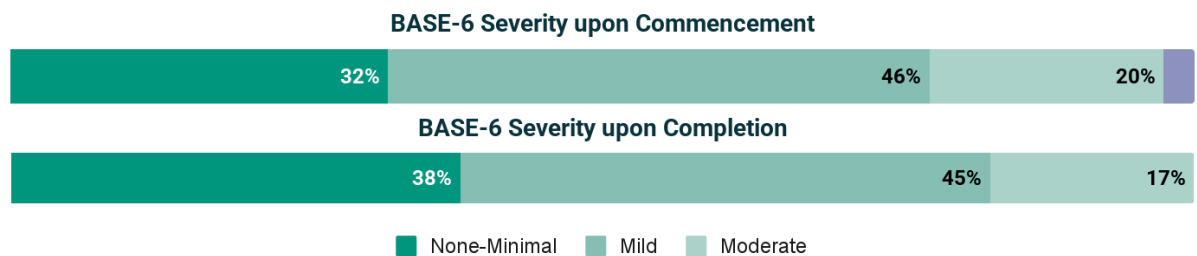 BASE-6 Severity upon Commencement
32% 46% 20%
BASE-6 Severity upon Completion
38% 45% 17%
None-Minimal Mild Moderate